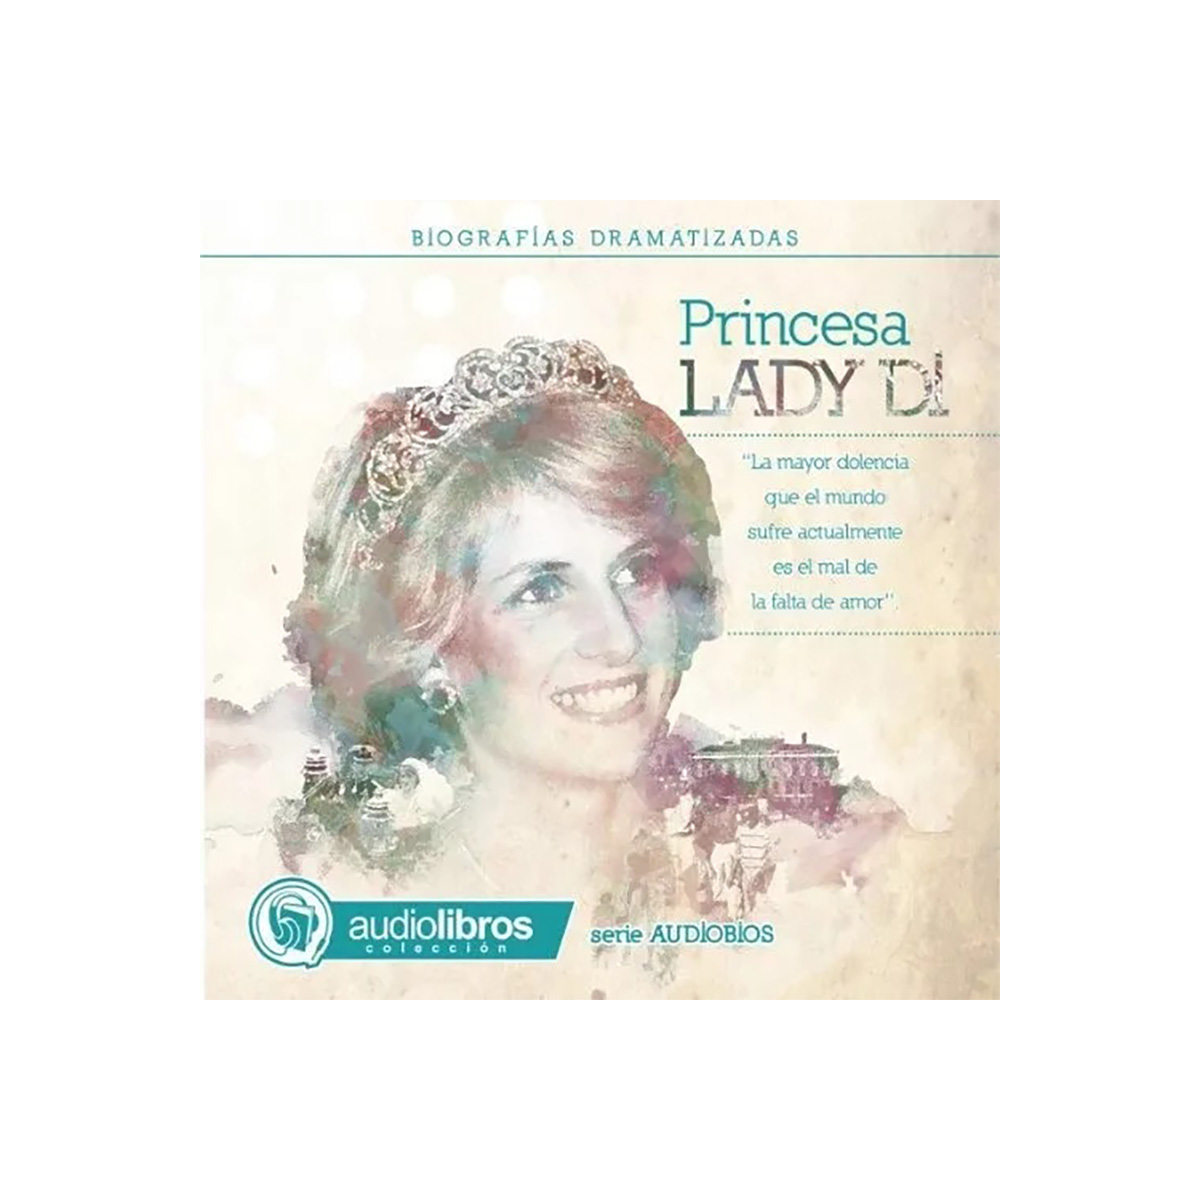 BIOGRAFÍAS DRAMATIZADAS
Princesa
LADY DI
“La mayor dolencia
que el mundo
sufre actualmente
es el mal de
la falta de amor”.
audiolibros
colección
serie AUDIOBIOS